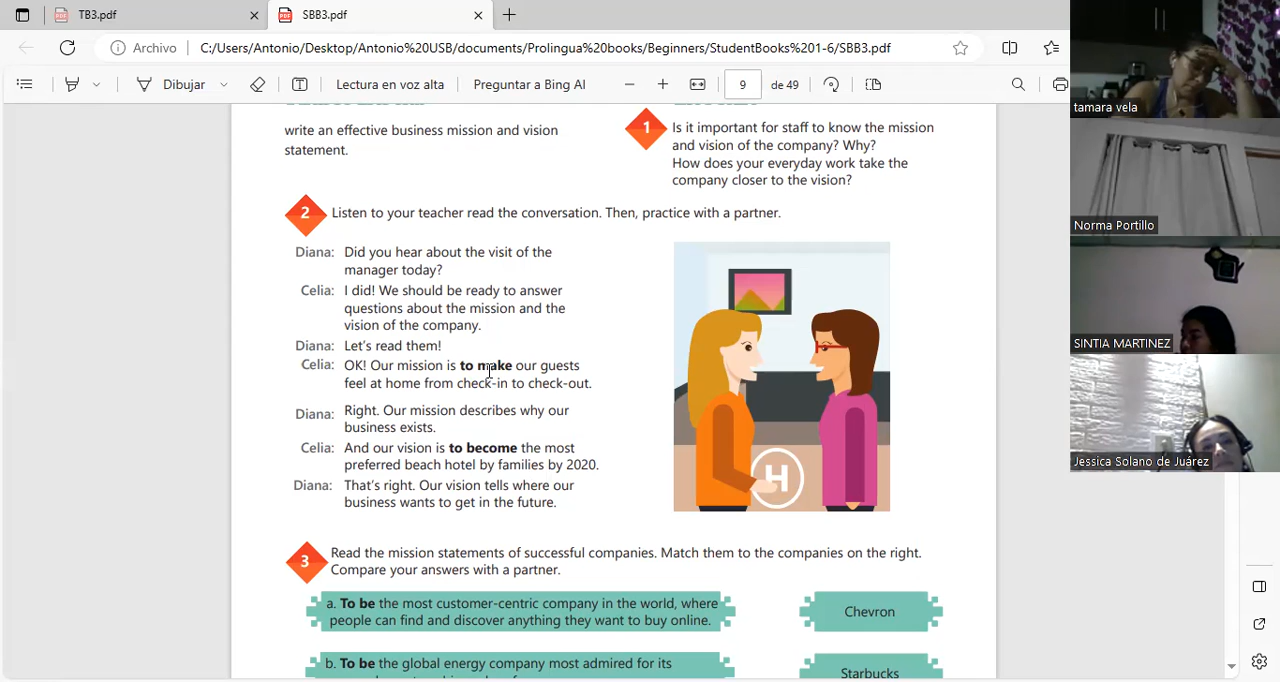 TB3.pdf
SBB3.pdf
Archivo
C:/Users/Antonio/Desktop/Antonio%20USB/documents/Prolingua%20books/Beginners/StudentBooks%201-6/SBB3.pdf
Dibujar
Lectura en voz alta
Preguntar a Bing AI
9
de 49
write an effective business mission and vision
statement.
1
Is it important for staff to know the mission
and vision of the company? Why?
How does your everyday work take the
company closer to the vision?
2
Listen to your teacher read the conversation. Then, practice with a partner.
Diana: Did you hear about the visit of the
manager today?
Celia: I did! We should be ready to answer
questions about the mission and the
vision of the company.
Diana: Let's read them!
Celia: OK! Our mission is to make our guests
feel at home from check-in to check-out.
Diana: Right. Our mission describes why our
business exists.
Celia: And our vision is to become the most
preferred beach hotel by families by 2020.
Diana: That's right. Our vision tells where our
business wants to get in the future.
H
3
Read the mission statements of successful companies. Match them to the companies on the right.
Compare your answers with a partner.
a. To be the most customer-centric company in the world, where
people can find and discover anything they want to buy online.
Chevron
b. To be the global energy company most admired for its
Starbucks
tamara vela
Norma Portillo
SINTIA MARTINEZ
Jessica Solano de Juárez